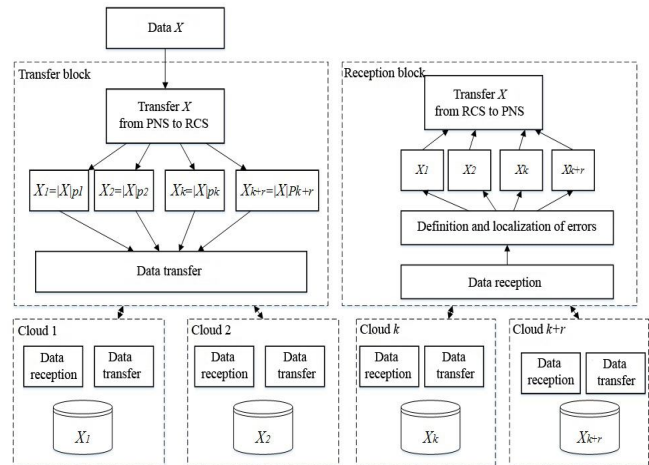 Data X
Transfer block
Transfer X
from PNS to RCS
X1=|X|p1
X2=|X|p2
Xk=|X|pk
Xk+r=|X|Pk+r
Data transfer
Reception block
Transfer X
from RCS to PNS
X1
X2
Xk
Xk+r
Definition and localization of errors
Data reception
Cloud 1
Data
reception
Data
transfer
X1
Cloud 2
Data
reception
Data
transfer
X2
Cloud k
Data
reception
Data
transfer
Xk
Cloud k+r
Data
reception
Data
transfer
Xk+r